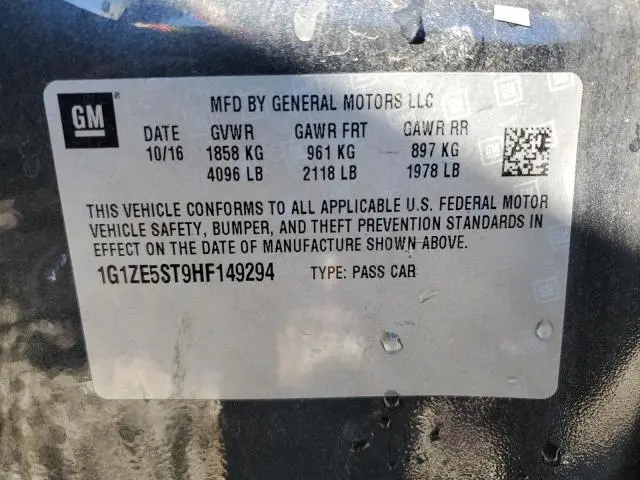 GM
MFD BY GENERAL MOTORS LLC
DATE GVWR GAWR FRT GAWR RR
10/16 1858 KG 961 KG 897 KG
4096 LB 2118 LB 1978 LB
THIS VEHICLE CONFORMS TO ALL APPLICABLE U.S. FEDERAL MOTOR
VEHICLE SAFETY, BUMPER, AND THEFT PREVENTION STANDARDS IN
EFFECT ON THE DATE OF MANUFACTURE SHOWN ABOVE.
1G1ZE5ST9HF149294 TYPE: PASS CAR